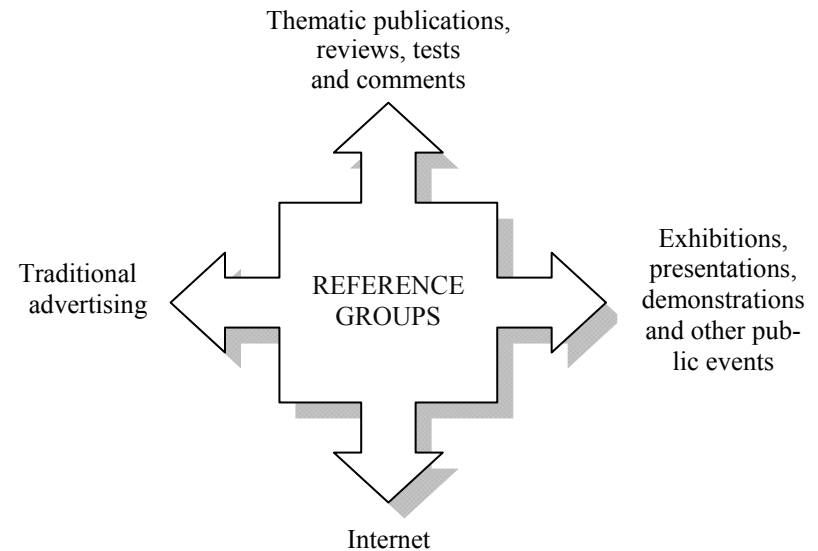 Thematic publications,
reviews, tests
and comments
Traditional
advertising
REFERENCE
GROUPS
Exhibitions,
presentations,
demonstrations
and other pub-
lic events
Internet